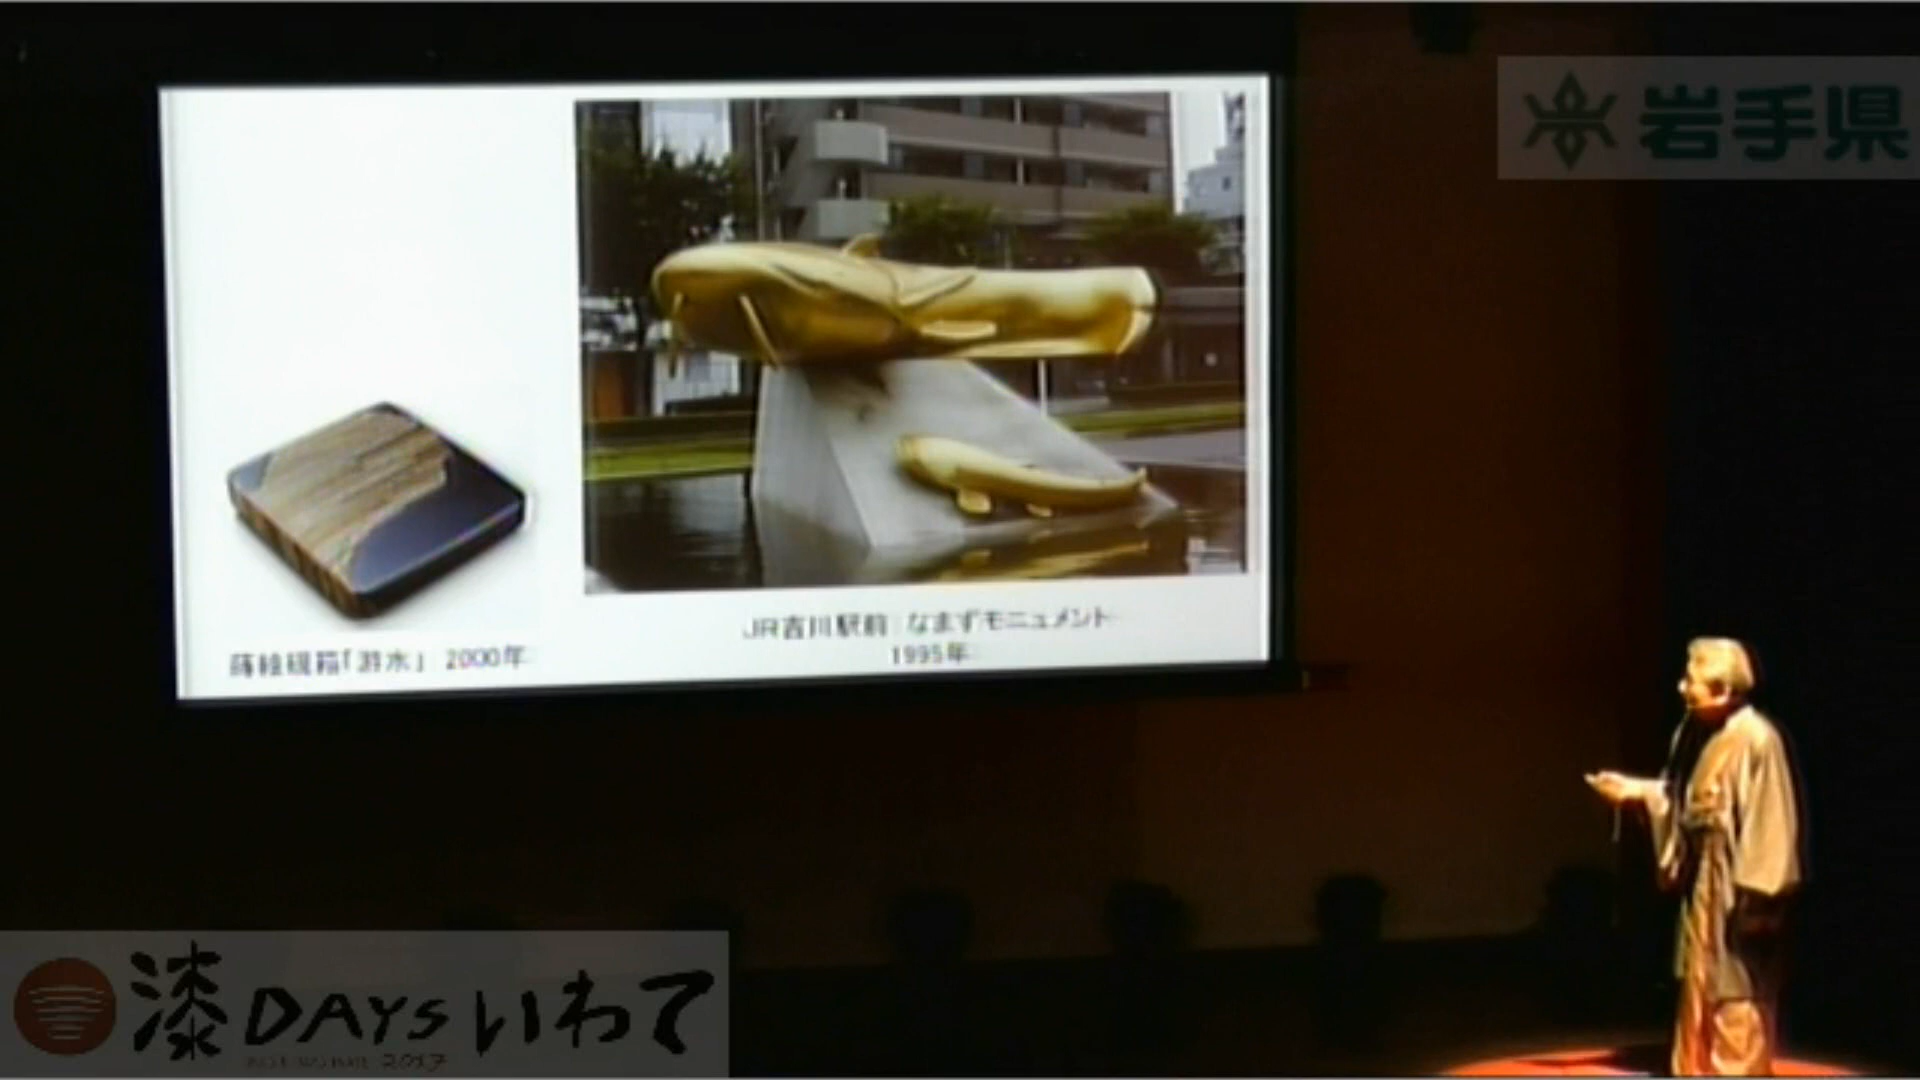 岩手県
JR吉川駅前 なまずモニュメント
1995年
蒔絵硯箱「游水」 2000年
漆DAYSいわて
2017